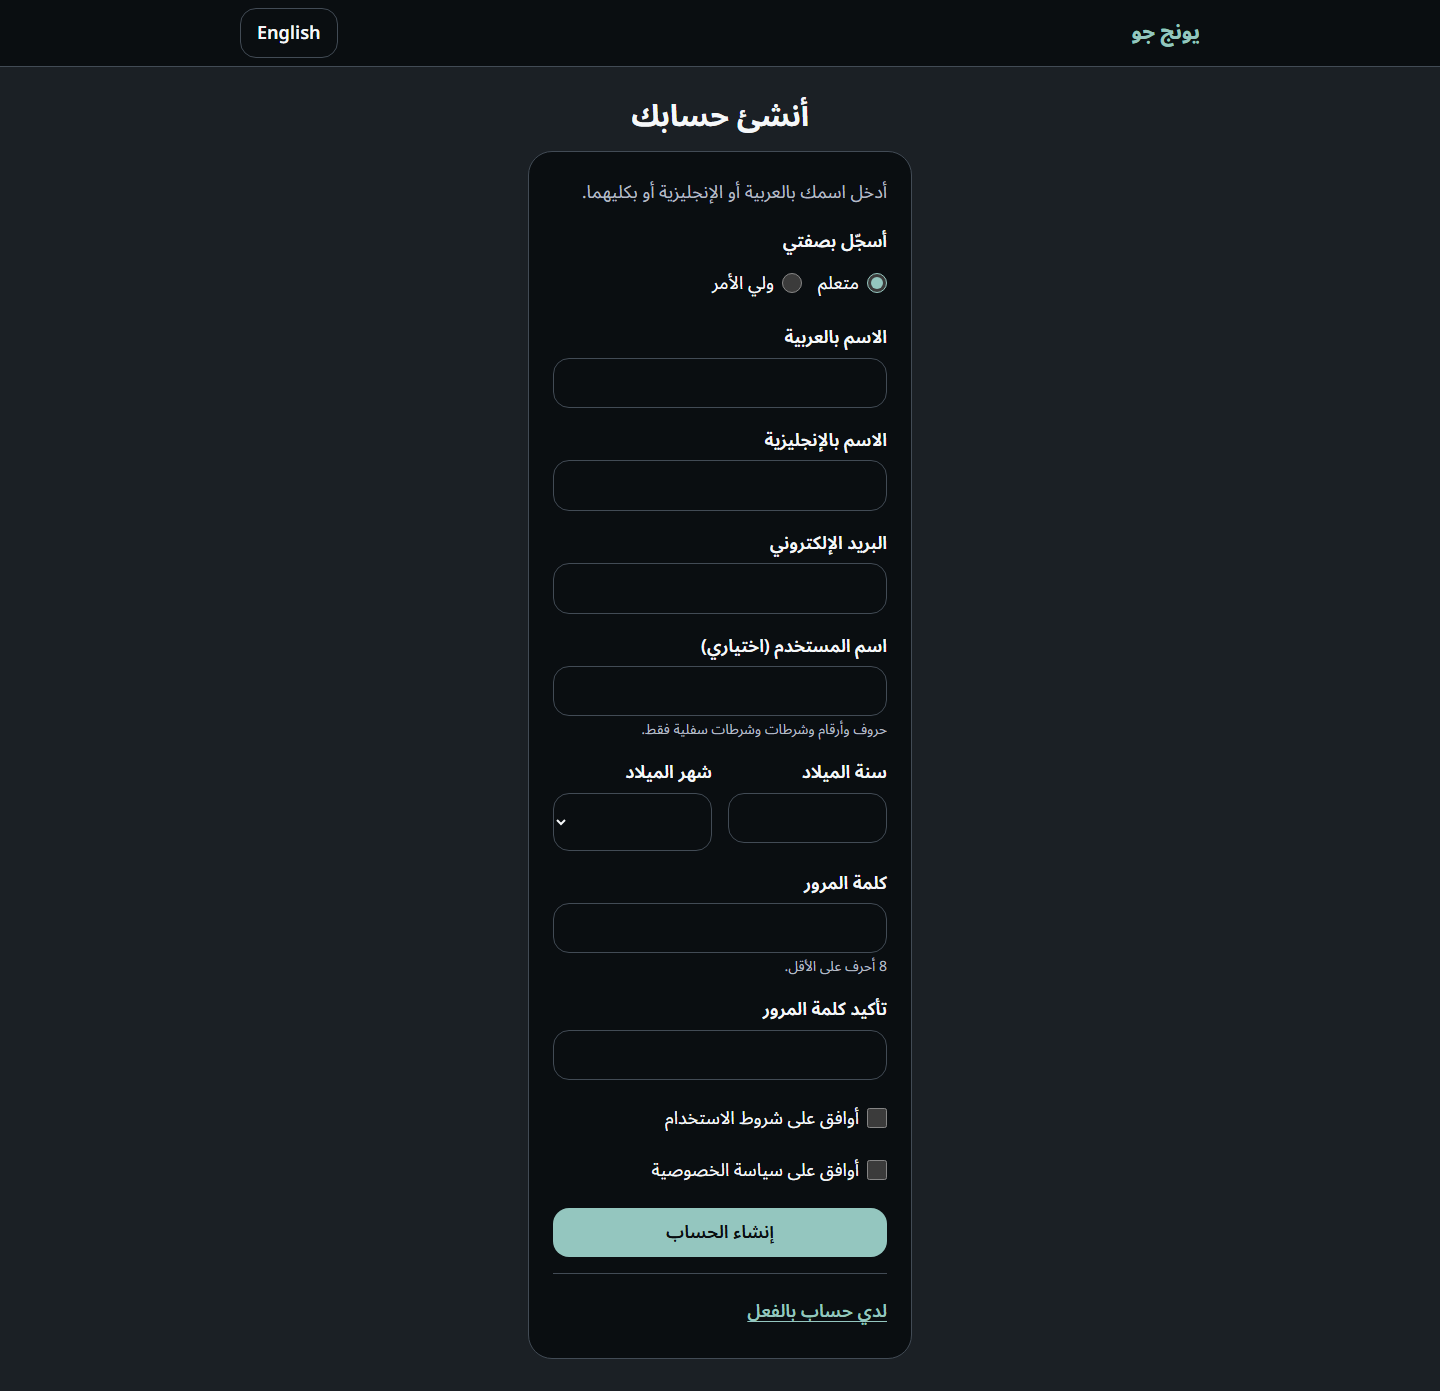 يونج جو
English
أنشئ حسابك
أدخل اسمك بالعربية أو الإنجليزية أو بكليهما.
أسجّل بصفتي
متعلم
ولي الأمر
الاسم بالعربية
الاسم بالإنجليزية
البريد الإلكتروني
اسم المستخدم (اختياري)
حروف وأرقام وشرطات وشرطات سفلية فقط.
سنة الميلاد
شهر الميلاد
كلمة المرور
8 أحرف على الأقل.
تأكيد كلمة المرور
أوافق على شروط الاستخدام
أوافق على سياسة الخصوصية
إنشاء الحساب
لدي حساب بالفعل